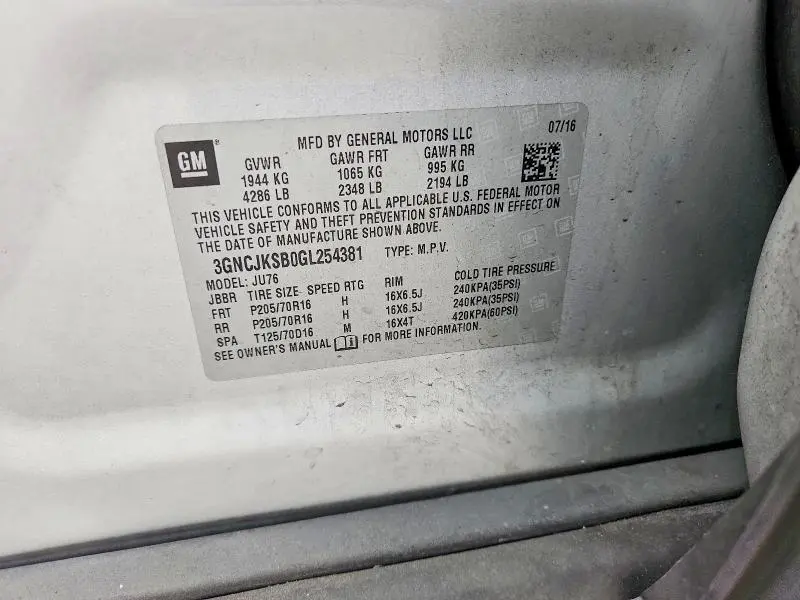 GM
MFD BY GENERAL MOTORS LLC 07/16
GVWR GAWR FRT GAWR RR
1944 KG 1065 KG 995 KG
4286 LB 2348 LB 2194 LB
THIS VEHICLE CONFORMS TO ALL APPLICABLE U.S. FEDERAL MOTOR
VEHICLE SAFETY AND THEFT PREVENTION STANDARDS IN EFFECT ON
THE DATE OF MANUFACTURE SHOWN ABOVE.
3GNCJKSB0GL254381 TYPE: M.P.V.
MODEL: JU76
JBBR TIRE SIZE SPEED RTG RIM COLD TIRE PRESSURE
FRT P205/70R16 H 16X6.5J 240KPA(35PSI)
RR P205/70R16 H 16X6.5J 240KPA(35PSI)
SPA T125/70D16 M 16X4T 420KPA(60PSI)
SEE OWNER'S MANUAL FOR MORE INFORMATION.